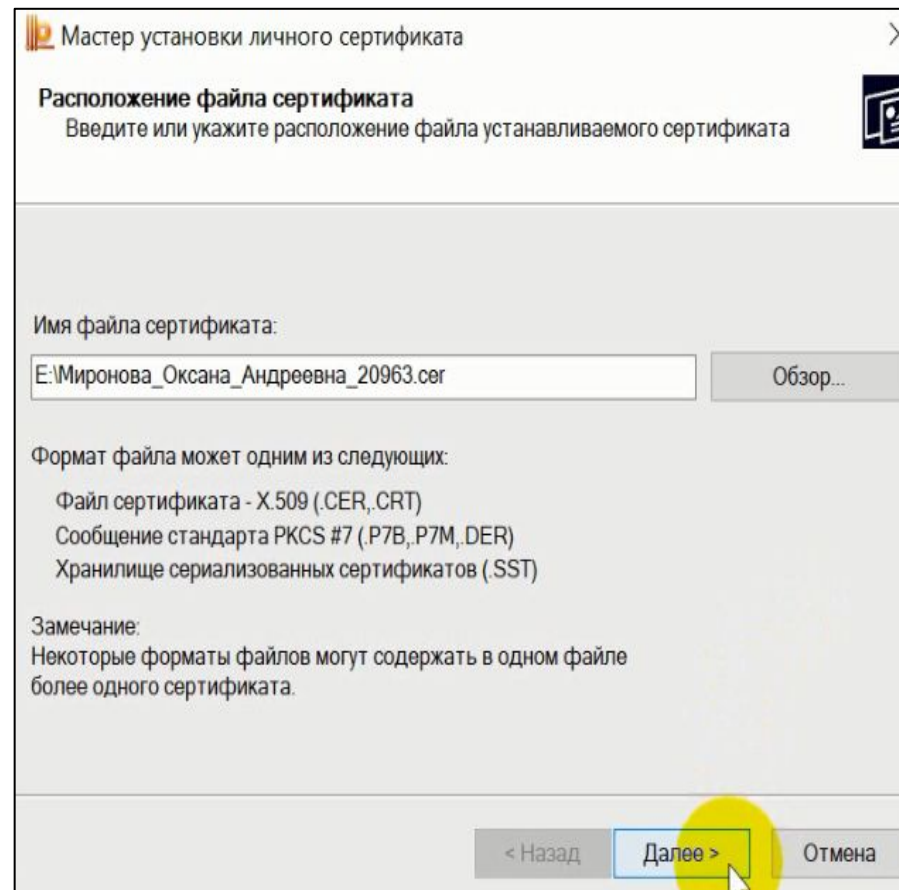 Мастер установки личного сертификата
Расположение файла сертификата
Введите или укажите расположение файла устанавливаемого сертификата
Имя файла сертификата:
E:\Миронова_Оксана_Андреевна_20963.cer
Обзор...
Формат файла может одним из следующих:
Файл сертификата - X.509 (.CER,.CRT)
Сообщение стандарта PKCS #7 (.P7B,.P7M,.DER)
Хранилище сериализованных сертификатов (.SST)
Замечание:
Некоторые форматы файлов могут содержать в одном файле
более одного сертификата.
< Назад Далее > Отмена